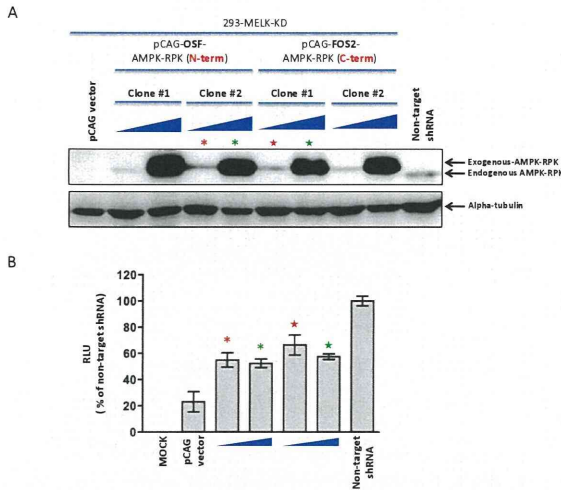 A
293-MELK-KD
pCAG-OSF-
AMPK-RPK (N-term)
pCAG-FOS2-
AMPK-RPK (C-term)
pCAG vector
Clone #1
Clone #2
Clone #1
Clone #2
Non-target
shRNA
* * ★ ★
Exogenous-AMPK-RPK
Endogenous AMPK-RPK
Alpha-tubulin
B
RLU
(% of non-target shRNA)
120
100
80
60
40
20
0
* * ★ ★
MOCK
pCAG
vector
Non-target
shRNA